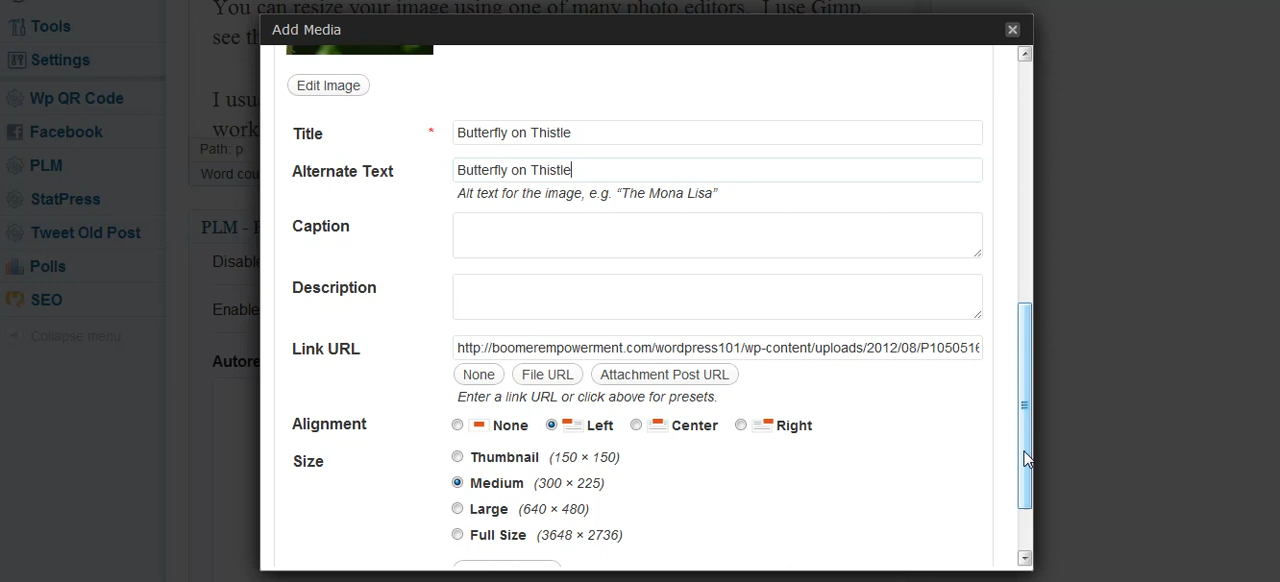 You can resize your image using one of many photo editors. I use Gimp.
Tools
see th
Add Media
Settings
Edit Image
Wp QR Code
I usu
work
Facebook
Title * Butterfly on Thistle
Path: p
PLM
Alternate Text Butterfly on Thistle
Word cou
Alt text for the image, e.g. “The Mona Lisa”
StatPress
PLM -
Caption
Tweet Old Post
Disable
Polls
Description
SEO
Enable
Collapse menu
Link URL http://boomerempowerment.com/wordpress101/wp-content/uploads/2012/08/P1050516
Autore
None File URL Attachment Post URL
Enter a link URL or click above for presets.
Alignment None Left Center Right
Size Thumbnail (150 × 150)
Medium (300 × 225)
Large (640 × 480)
Full Size (3648 × 2736)